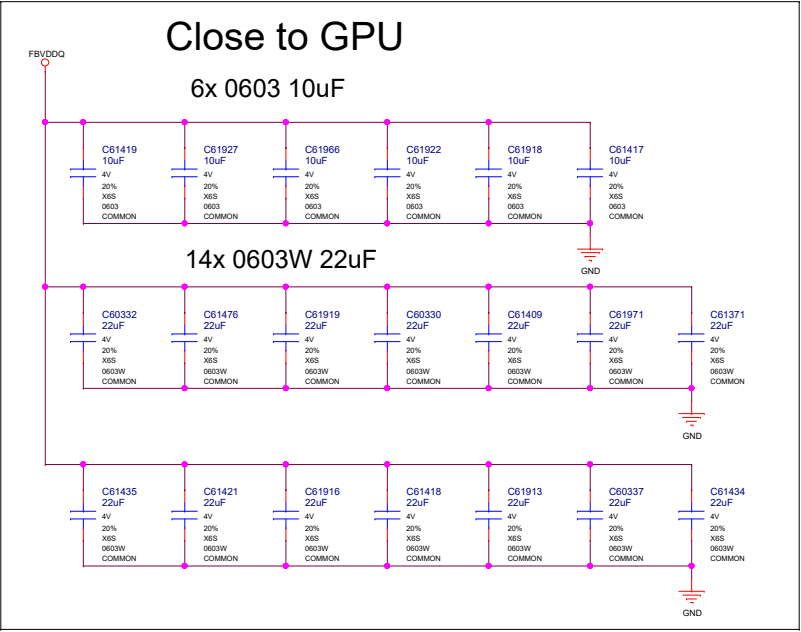 Close to GPU
FBVDDQ
6x 0603 10uF
C61419 C61927 C61966 C61922 C61918 C61417
10uF 10uF 10uF 10uF 10uF 10uF
4V 4V 4V 4V 4V 4V
20% 20% 20% 20% 20% 20%
X6S X6S X6S X6S X6S X6S
0603 0603 0603 0603 0603 0603
COMMON COMMON COMMON COMMON COMMON COMMON
GND
14x 0603W 22uF
C60332 C61476 C61919 C60330 C61409 C61971 C61371
22uF 22uF 22uF 22uF 22uF 22uF 22uF
4V 4V 4V 4V 4V 4V 4V
20% 20% 20% 20% 20% 20% 20%
X6S X6S X6S X6S X6S X6S X6S
0603W 0603W 0603W 0603W 0603W 0603W 0603W
COMMON COMMON COMMON COMMON COMMON COMMON COMMON
GND
C61435 C61421 C61916 C61418 C61913 C60337 C61434
22uF 22uF 22uF 22uF 22uF 22uF 22uF
4V 4V 4V 4V 4V 4V 4V
20% 20% 20% 20% 20% 20% 20%
X6S X6S X6S X6S X6S X6S X6S
0603W 0603W 0603W 0603W 0603W 0603W 0603W
COMMON COMMON COMMON COMMON COMMON COMMON COMMON
GND